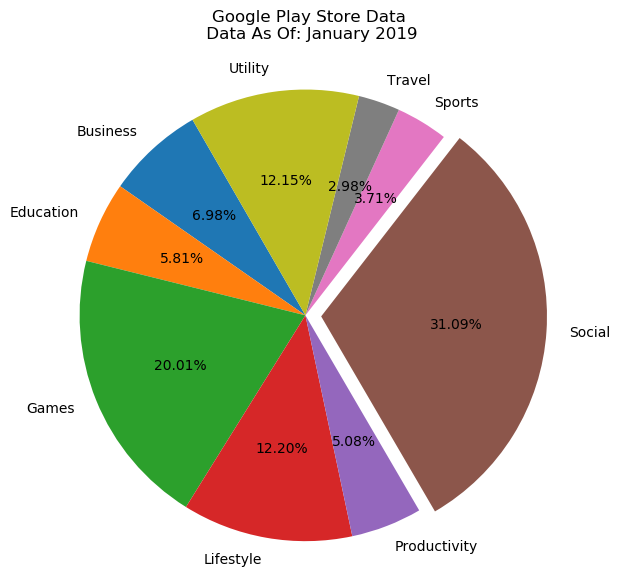 Google Play Store Data
Data As Of: January 2019
Utility
Travel
Sports
Business
12.15%
2.98%
3.71%
Education
6.98%
5.81%
31.09%
Social
20.01%
Games
12.20%
5.08%
Lifestyle
Productivity